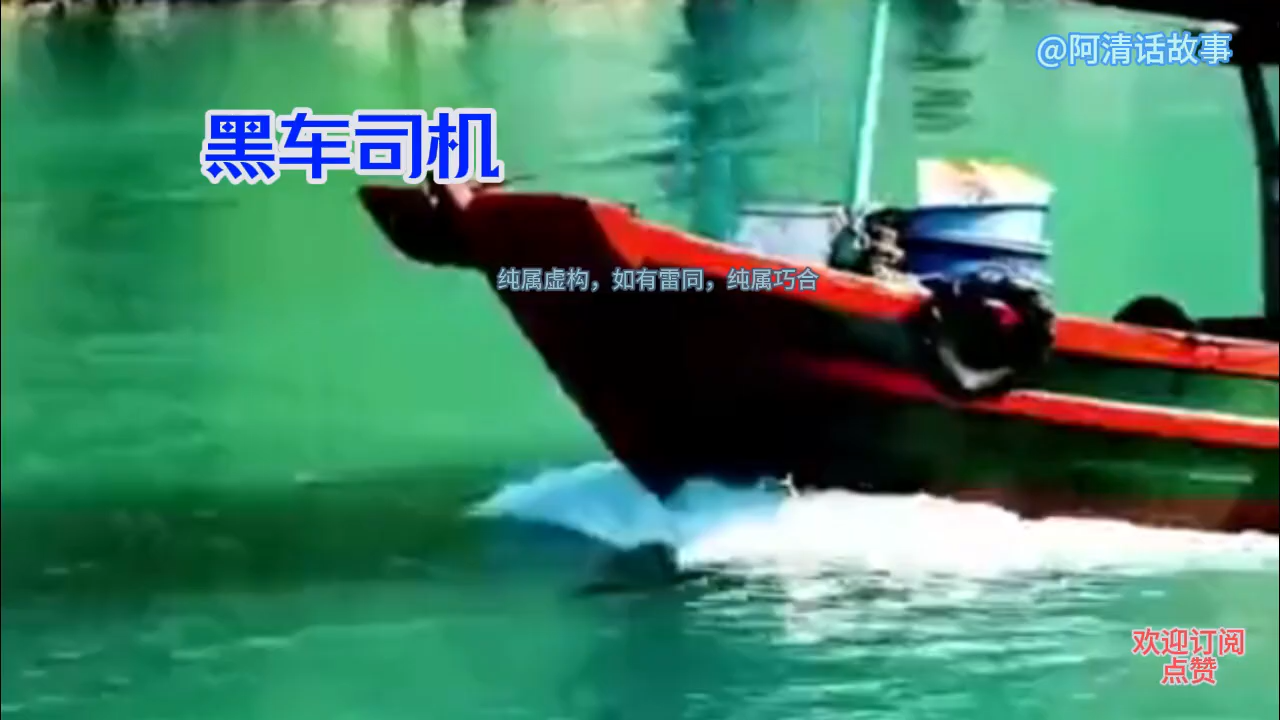 @阿清话故事
黑车司机
纯属虚构，如有雷同，纯属巧合
欢迎订阅
点赞